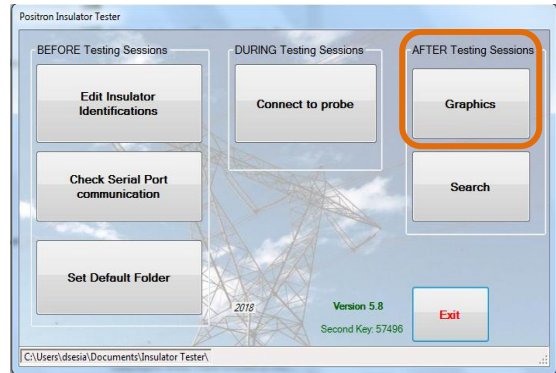 Positron Insulator Tester
BEFORE Testing Sessions
Edit Insulator
Identifications
Check Serial Port
communication
Set Default Folder
DURING Testing Sessions
Connect to probe
AFTER Testing Sessions
Graphics
Search
2018
Version 5.8
Second Key: 57496
Exit
C:\Users\dsesia\Documents\Insulator Tester\